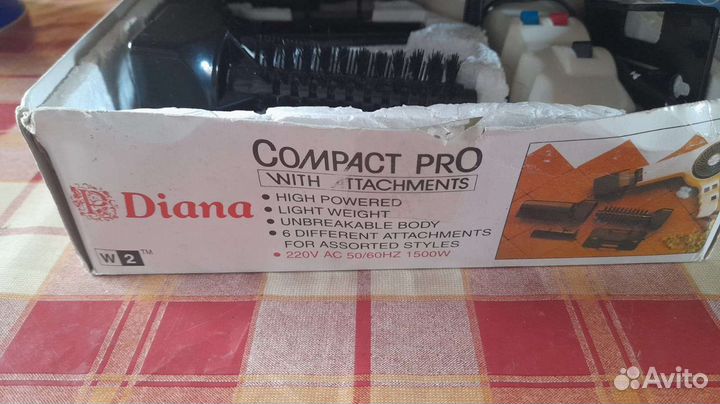 COMPACT PRO
WITH TTACHMENTS
Diana
• HIGH POWERED
• LIGHT WEIGHT
• UNBREAKABLE BODY
• 6 DIFFERENT ATTACHMENTS
FOR ASSORTED STYLES
• 220V AC 50/60HZ 1500W
W2™
Avito